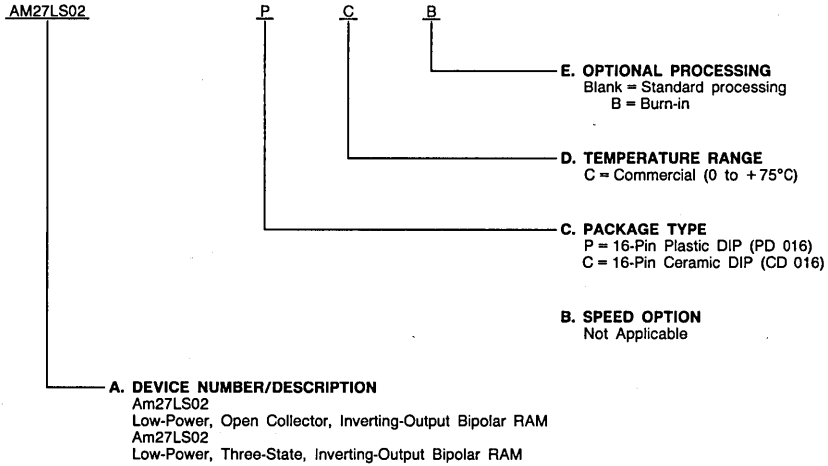 AM27LS02 P C B
E. OPTIONAL PROCESSING
Blank = Standard processing
B = Burn-in
D. TEMPERATURE RANGE
C = Commercial (0 to +75°C)
C. PACKAGE TYPE
P = 16-Pin Plastic DIP (PD 016)
C = 16-Pin Ceramic DIP (CD 016)
B. SPEED OPTION
Not Applicable
A. DEVICE NUMBER/DESCRIPTION
Am27LS02
Low-Power, Open Collector, Inverting-Output Bipolar RAM
Am27LS02
Low-Power, Three-State, Inverting-Output Bipolar RAM